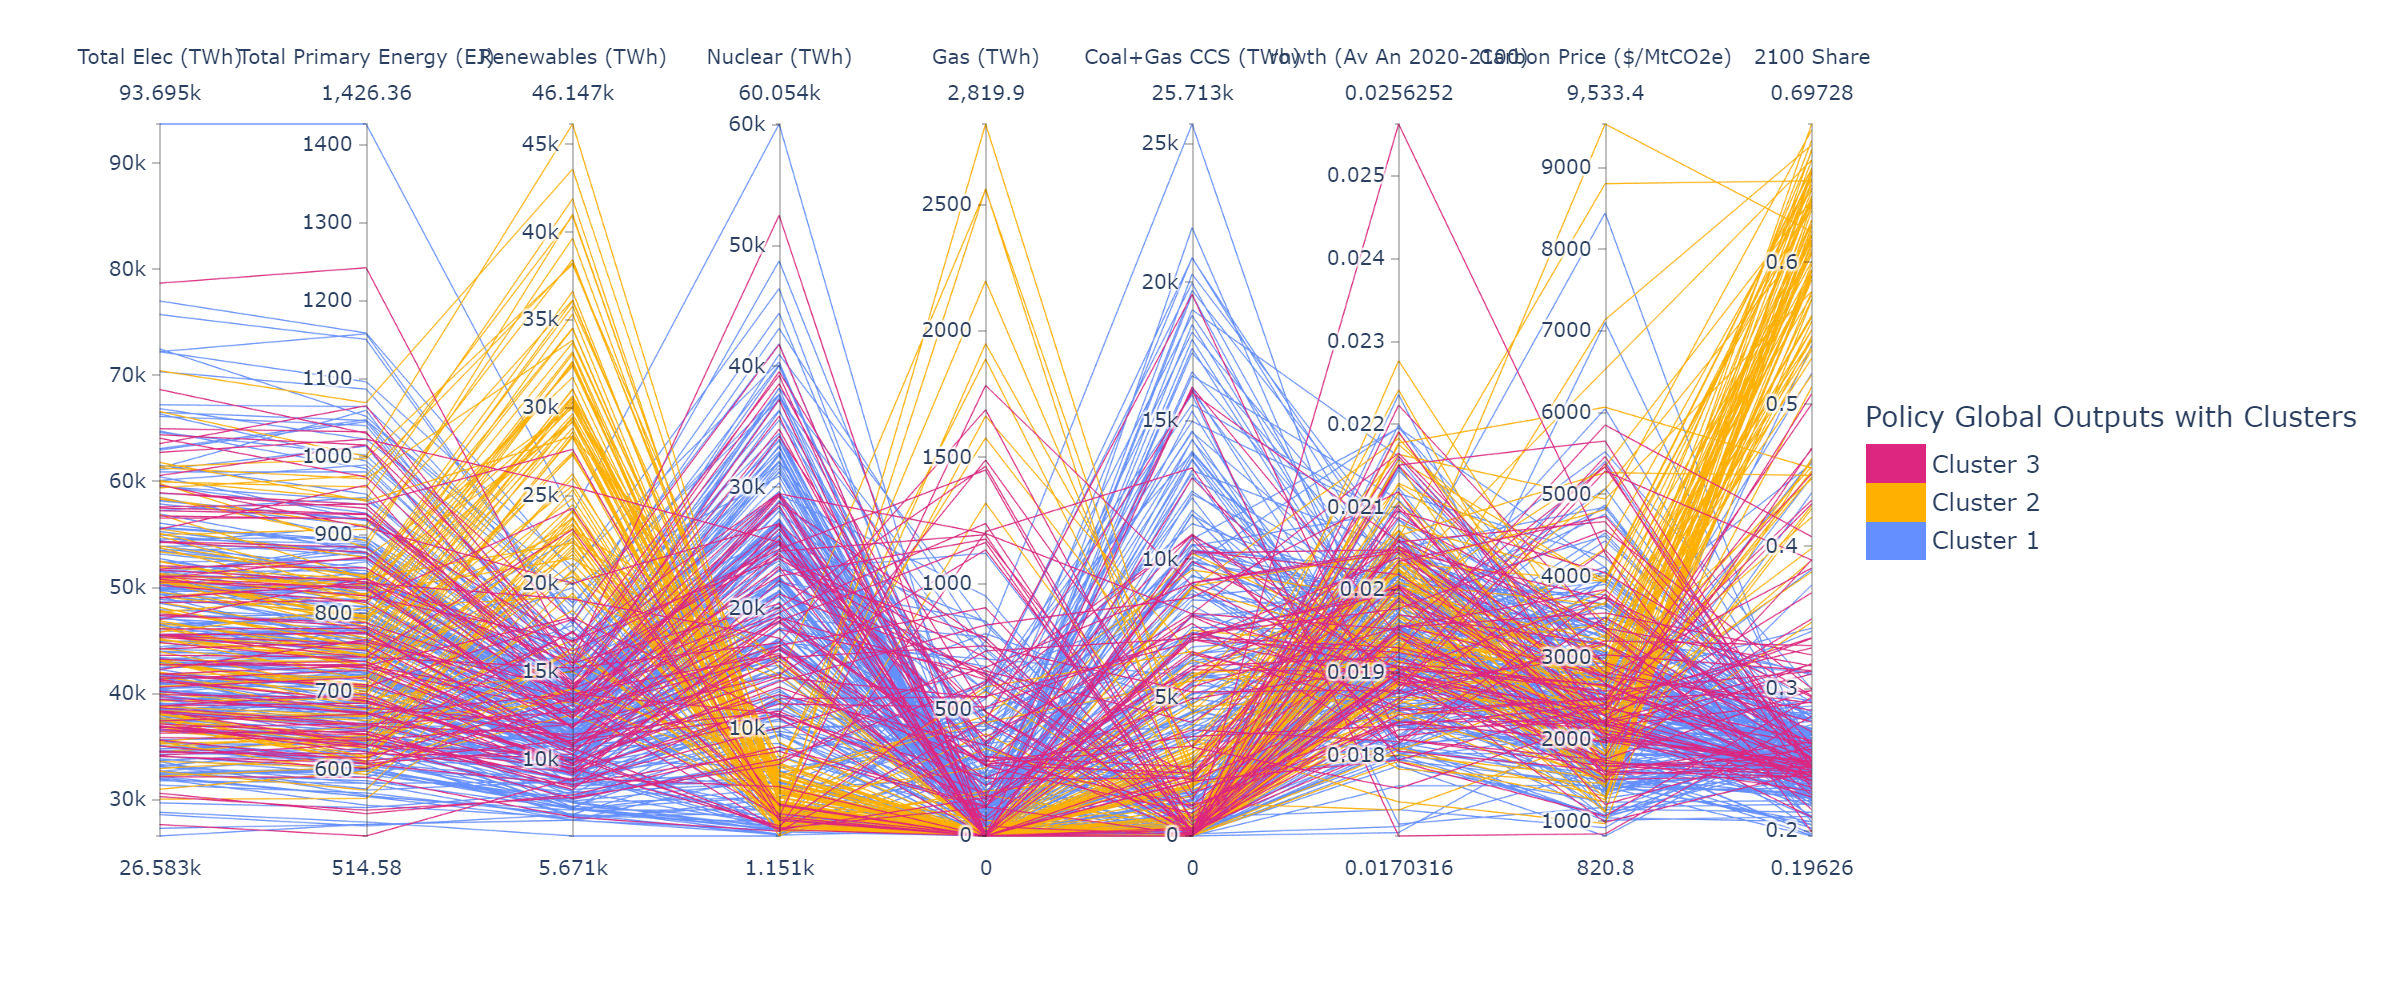 Total Elec (TWh)
Total Primary Energy (EJ)
Renewables (TWh)
Nuclear (TWh)
Gas (TWh)
Coal+Gas CCS (TWh)
rowth (Av An 2020-2100)
Carbon Price ($/MtCO2e)
2100 Share
93.695k
1,426.36
46.147k
60.054k
2,819.9
25.713k
0.0256252
9,533.4
0.69728
90k
80k
70k
60k
50k
40k
30k
1400
1300
1200
1100
1000
900
800
700
600
45k
40k
35k
30k
25k
20k
15k
10k
60k
50k
40k
30k
20k
10k
2500
2000
1500
1000
500
0
25k
20k
15k
10k
5k
0
0.025
0.024
0.023
0.022
0.021
0.02
0.019
0.018
9000
8000
7000
6000
5000
4000
3000
2000
1000
0.6
0.5
0.4
0.3
0.2
26.583k
514.58
5.671k
1.151k
0
0
0.0170316
820.8
0.19626
Policy Global Outputs with Clusters
Cluster 3
Cluster 2
Cluster 1